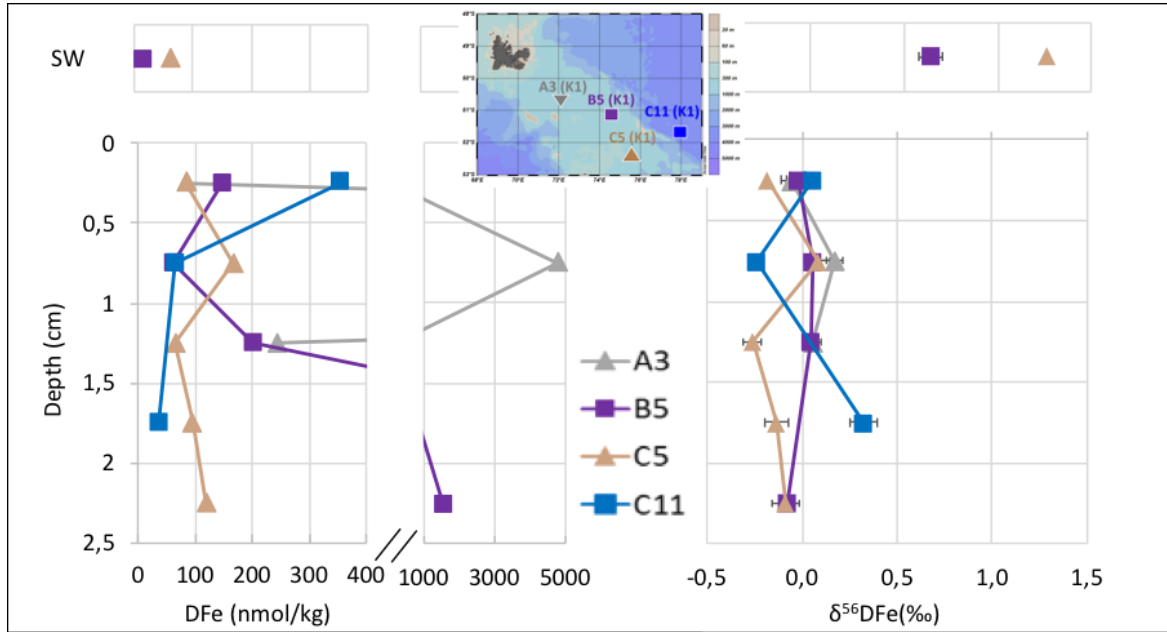 SW
A3 (K1)
B5 (K1)
C11 (K1)
C5 (K1)
0
0,5
1
1,5
2
2,5
Depth (cm)
A3
B5
C5
C11
0 100 200 300 400 1000 3000 5000
DFe (nmol/kg)
-0,5 0,0 0,5 1,0 1,5
δ⁵⁶DFe(‰)